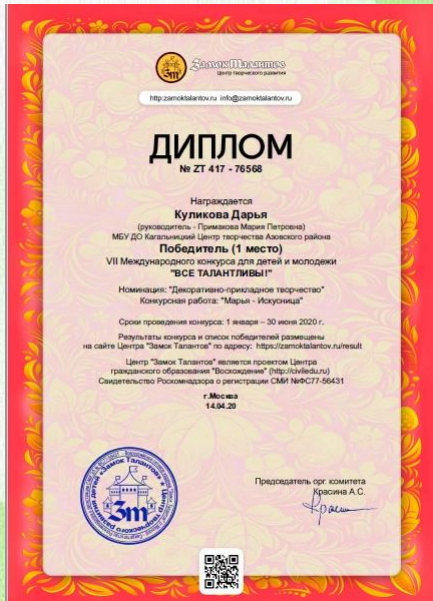 Замок Талантов
Центр творческого развития
http:zamoktalantov.ru info@zamoktalantov.ru
ДИПЛОМ
№ ZT 417 - 76568
Награждается
Куликова Дарья
(руководитель - Примакова Мария Петровна)
МБУ ДО Кагальницкий Центр творчества Азовского района
Победитель (1 место)
VII Международного конкурса для детей и молодежи
"ВСЕ ТАЛАНТЛИВЫ!"
Номинация: "Декоративно-прикладное творчество"
Конкурсная работа: "Марья - Искусница"
Сроки проведения конкурса: 1 января – 30 июня 2020 г.
Результаты конкурса и список победителей размещены
на сайте Центра "Замок Талантов" по адресу: https://zamoktalantov.ru/result
Центр "Замок Талантов" является проектом Центра
гражданского образования "Восхождение" (http://civiledu.ru)
Свидетельство Роскомнадзора о регистрации СМИ №ФС77-56431
г.Москва
14.04.20
Председатель орг. комитета
Красина А.С.
Зт